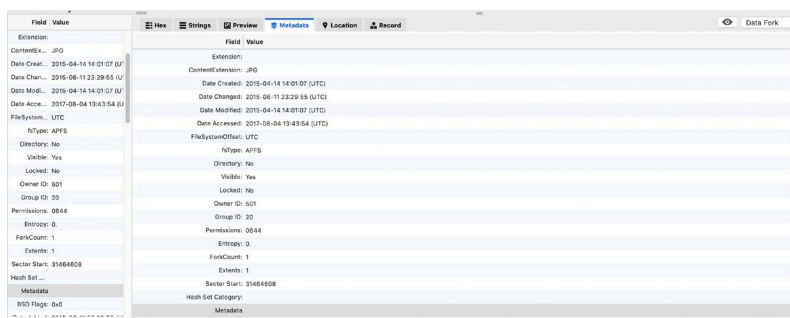 Field Value
Extension:
ContentEx... JPG
Date Creat... 2015-04-14 14:01:07 (UT
Date Chan... 2015-06-11 23:29:55 (U
Date Modi... 2015-04-14 14:01:07 (U
Date Acce... 2017-08-04 13:43:54 (U
FileSystem... UTC
fsType: APFS
Directory: No
Visible: Yes
Locked: No
Owner ID: 501
Group ID: 20
Permissions: 0644
Entropy: 0.
ForkCount: 1
Extents: 1
Sector Start: 31464608
Hash Set ...
Metadata
BSD Flags: 0x0
Hex Strings Preview Metadata Location Record Data Fork
Field Value
Extension:
ContentExtension: JPG
Date Created: 2015-04-14 14:01:07 (UTC)
Date Changed: 2015-06-11 23:29:55 (UTC)
Date Modified: 2015-04-14 14:01:07 (UTC)
Date Accessed: 2017-08-04 13:43:54 (UTC)
FileSystemOffset: UTC
fsType: APFS
Directory: No
Visible: Yes
Locked: No
Owner ID: 501
Group ID: 20
Permissions: 0644
Entropy: 0.
ForkCount: 1
Extents: 1
Sector Start: 31464608
Hash Set Category:
Metadata